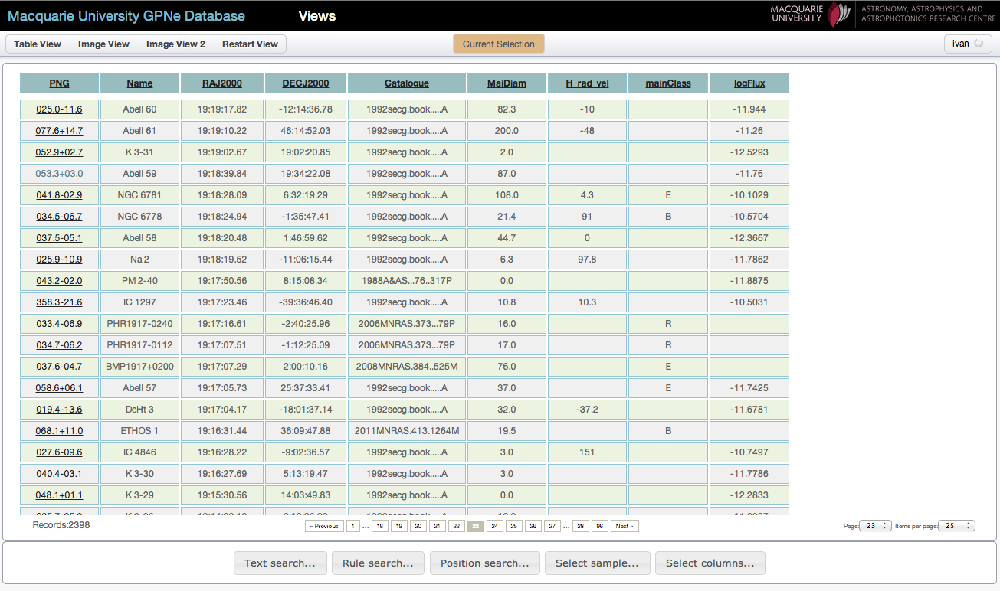 Macquarie University GPNe Database Views MACQUARIE UNIVERSITY ASTRONOMY, ASTROPHYSICS AND ASTROPHOTONICS RESEARCH CENTRE
Table View Image View Image View 2 Restart View Current Selection ivan
PNG Name RAJ2000 DECJ2000 Catalogue MajDiam H_rad_vel mainClass logFlux
025.0-11.6 Abell 60 19:19:17.82 -12:14:36.78 1992secg.book.....A 82.3 -10 -11.944
077.6+14.7 Abell 61 19:19:10.22 46:14:52.03 1992secg.book.....A 200.0 -48 -11.26
052.9+02.7 K 3-31 19:19:02.67 19:02:20.85 1992secg.book.....A 2.0 -12.5293
053.3+03.0 Abell 59 19:18:39.84 19:34:22.08 1992secg.book.....A 87.0 -11.76
041.8-02.9 NGC 6781 19:18:28.09 6:32:19.29 1992secg.book.....A 108.0 4.3 E -10.1029
034.5-06.7 NGC 6778 19:18:24.94 -1:35:47.41 1992secg.book.....A 21.4 91 B -10.5704
037.5-05.1 Abell 58 19:18:20.48 1:46:59.62 1992secg.book.....A 44.7 0 -12.3667
025.9-10.9 Na 2 19:18:19.52 -11:06:15.44 1992secg.book.....A 6.3 97.8 -11.7862
043.2-02.0 PM 2-40 19:17:50.56 8:15:08.34 1988A&AS...76..317P 0.0 -11.8875
358.3-21.6 IC 1297 19:17:23.46 -39:36:46.40 1992secg.book.....A 10.8 10.3 -10.5031
033.4-06.9 PHR1917-0240 19:17:16.61 -2:40:25.96 2006MNRAS.373...79P 16.0 R
034.7-06.2 PHR1917-0112 19:17:07.51 -1:12:25.09 2006MNRAS.373...79P 17.0 R
037.6-04.7 BMP1917+0200 19:17:07.29 2:00:10.16 2008MNRAS.384..525M 76.0 E
058.6+06.1 Abell 57 19:17:05.73 25:37:33.41 1992secg.book.....A 37.0 E -11.7425
019.4-13.6 DeHt 3 19:17:04.17 -18:01:37.14 1992secg.book.....A 32.0 -37.2 -11.6781
068.1+11.0 ETHOS 1 19:16:31.44 36:09:47.88 2011MNRAS.413.1264M 19.5 B
027.6-09.6 IC 4846 19:16:28.22 -9:02:36.57 1992secg.book.....A 3.0 151 -10.7497
040.4-03.1 K 3-30 19:16:27.69 5:13:19.47 1992secg.book.....A 3.0 -11.7786
048.1+01.1 K 3-29 19:15:30.56 14:03:49.83 1992secg.book.....A 0.0 -12.2833
Records:2398 « Previous 1 ... 18 19 20 21 22 23 24 25 26 27 ... 28 96 Next » Page: 23 Items per page: 25
Text search... Rule search... Position search... Select sample... Select columns...